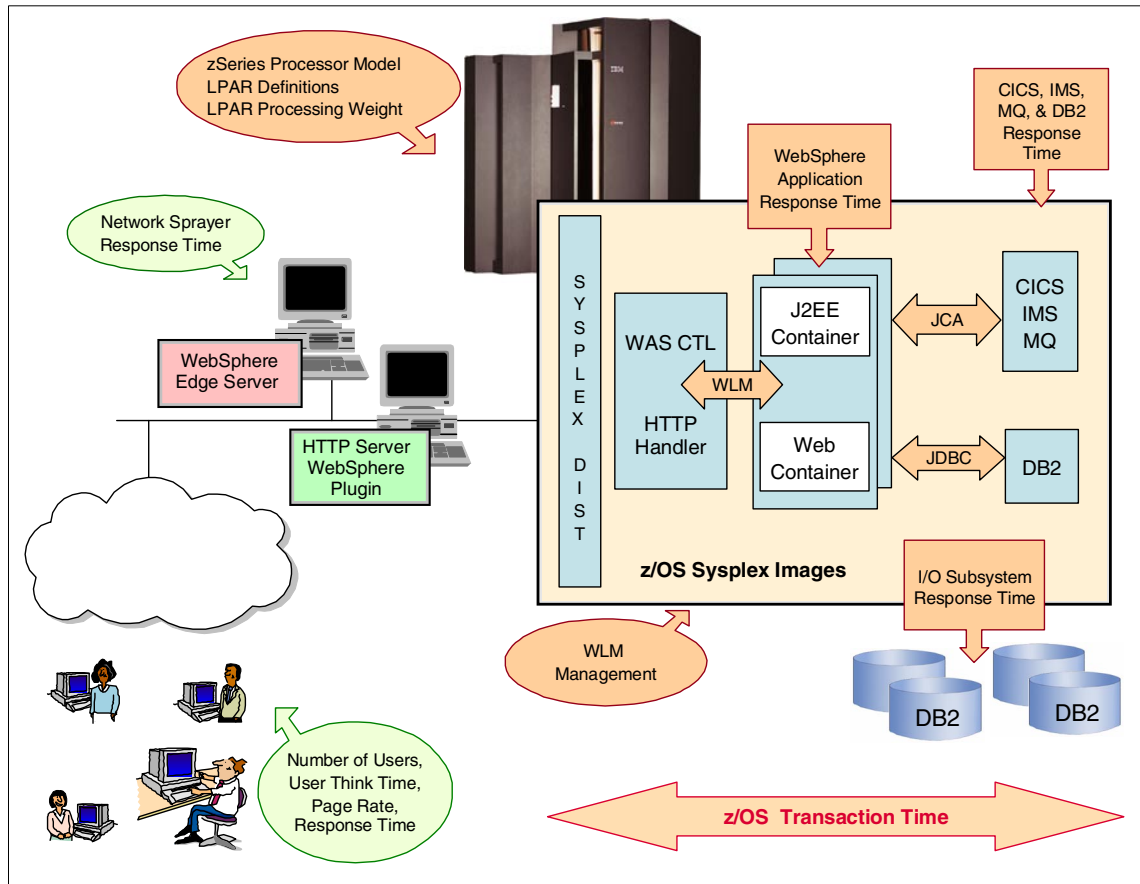 zSeries Processor Model
LPAR Definitions
LPAR Processing Weight
IBM
CICS, IMS,
MQ, & DB2
Response
Time
WebSphere
Application
Response Time
Network Sprayer
Response Time
WebSphere
Edge Server
HTTP Server
WebSphere
Plugin
SYSPLEX DIST
WAS CTL
HTTP
Handler
WLM
J2EE
Container
Web
Container
JCA
JDBC
CICS
IMS
MQ
DB2
z/OS Sysplex Images
I/O Subsystem
Response Time
WLM
Management
DB2
DB2
Number of Users,
User Think Time,
Page Rate,
Response Time
z/OS Transaction Time